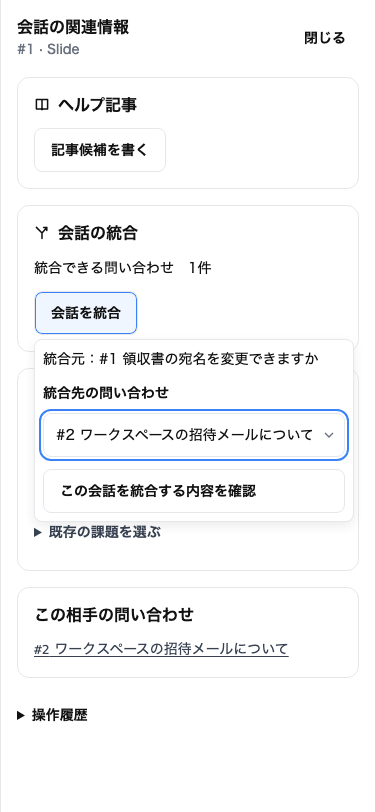 会話の関連情報
#1 · Slide
閉じる
ヘルプ記事
記事候補を書く
会話の統合
統合できる問い合わせ 1件
会話を統合
統合元：#1 領収書の宛名を変更できますか
統合先の問い合わせ
#2 ワークスペースの招待メールについて
この会話を統合する内容を確認
既存の課題を選ぶ
この相手の問い合わせ
#2 ワークスペースの招待メールについて
操作履歴